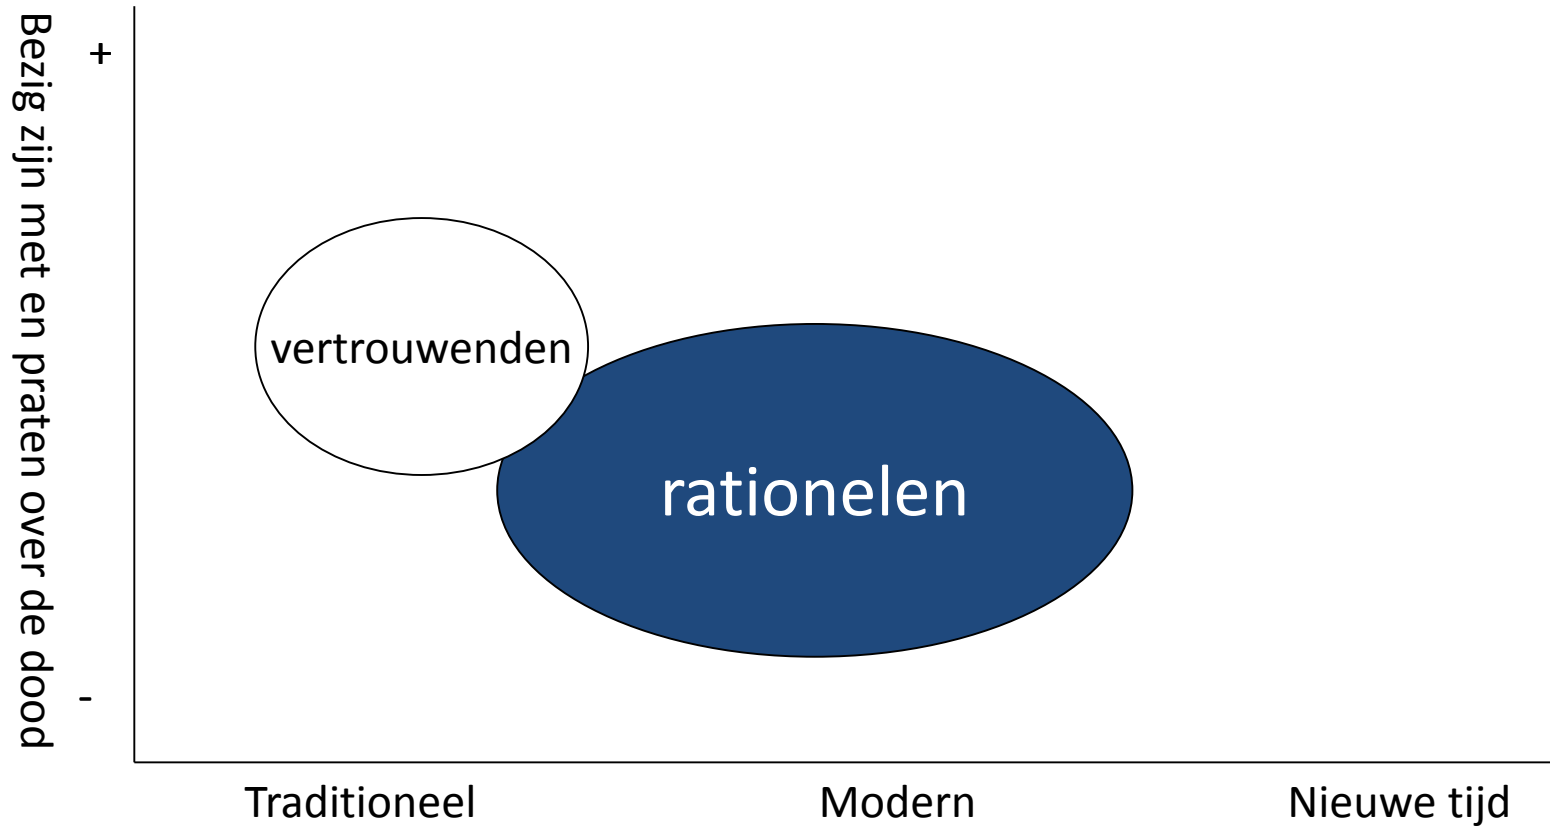 Bezig zijn met en praten over de dood
+
vertrouwenden
rationelen
-
Traditioneel
Modern
Nieuwe tijd